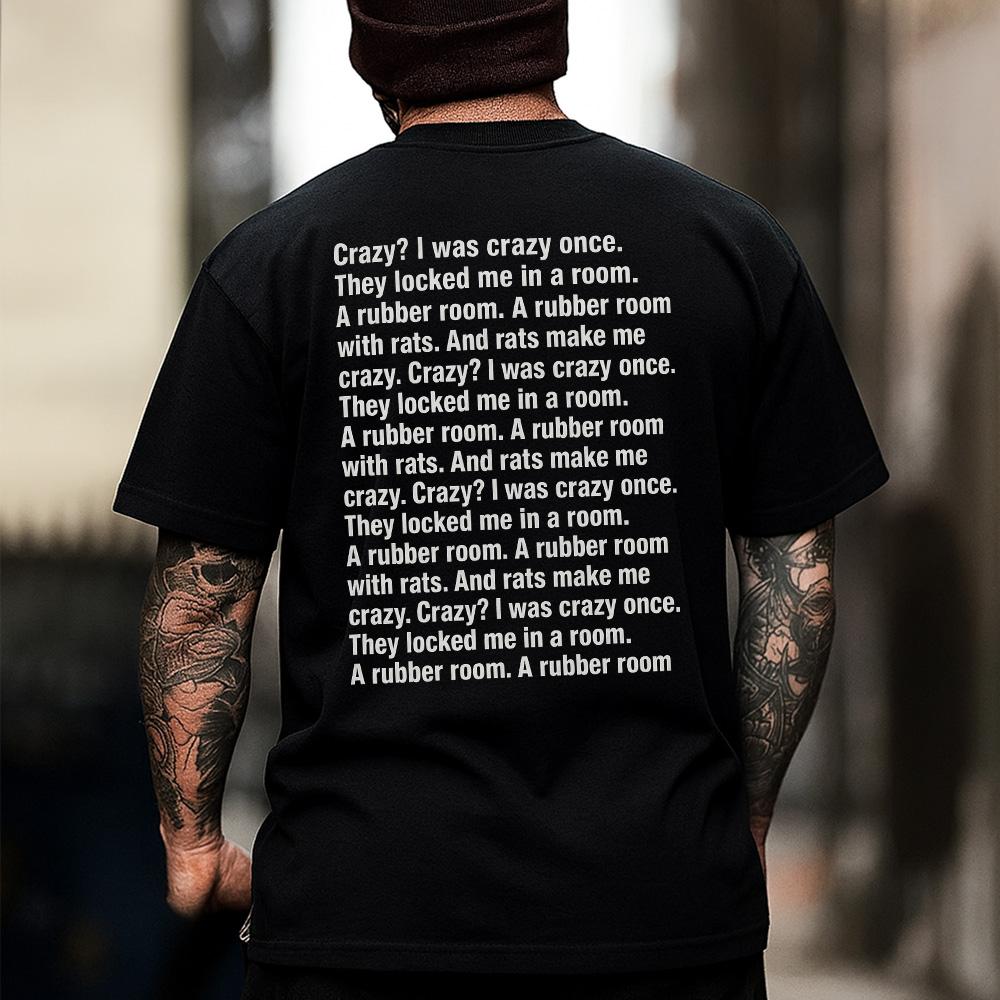 Crazy? I was crazy once.
They locked me in a room.
A rubber room. A rubber room
with rats. And rats make me
crazy. Crazy? I was crazy once.
They locked me in a room.
A rubber room. A rubber room
with rats. And rats make me
crazy. Crazy? I was crazy once.
They locked me in a room.
A rubber room. A rubber room
with rats. And rats make me
crazy. Crazy? I was crazy once.
They locked me in a room.
A rubber room. A rubber room